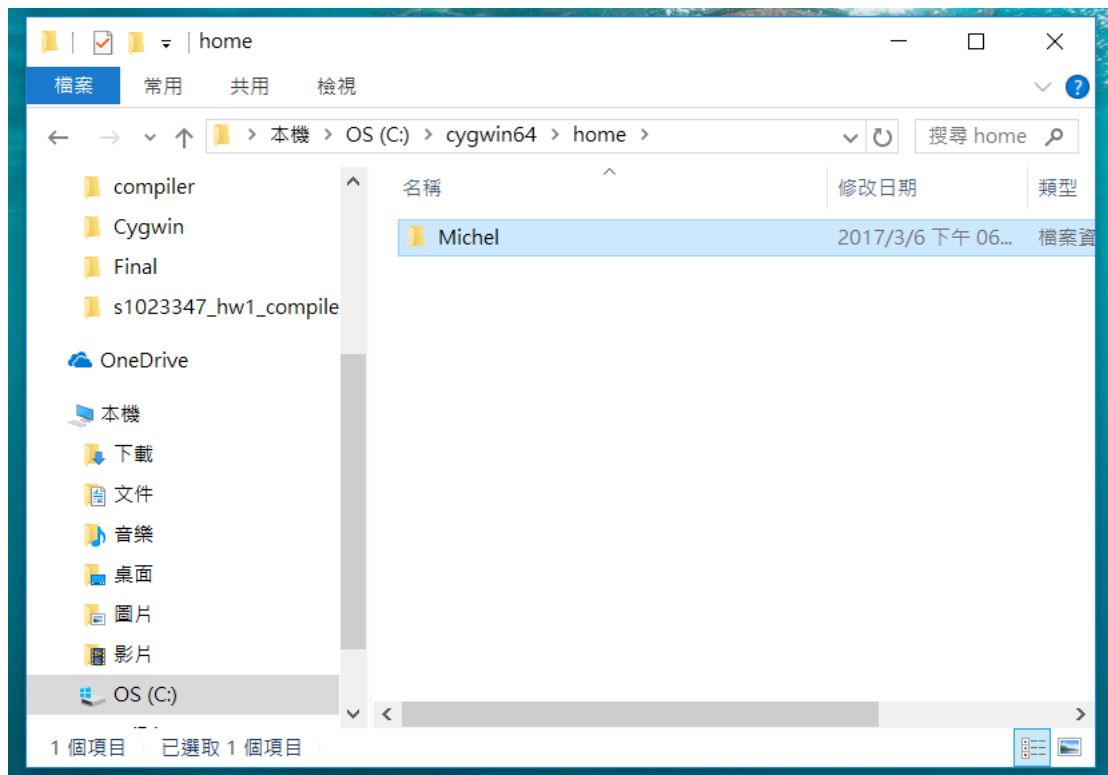 home
檔案 常用 共用 檢視
本機 OS (C:) cygwin64 home 搜尋 home
compiler
Cygwin
Final
s1023347_hw1_compile
OneDrive
本機
下載
文件
音樂
桌面
圖片
影片
OS (C:)
名稱 修改日期 類型
Michel 2017/3/6 下午 06... 檔案資
1 個項目 已選取 1 個項目